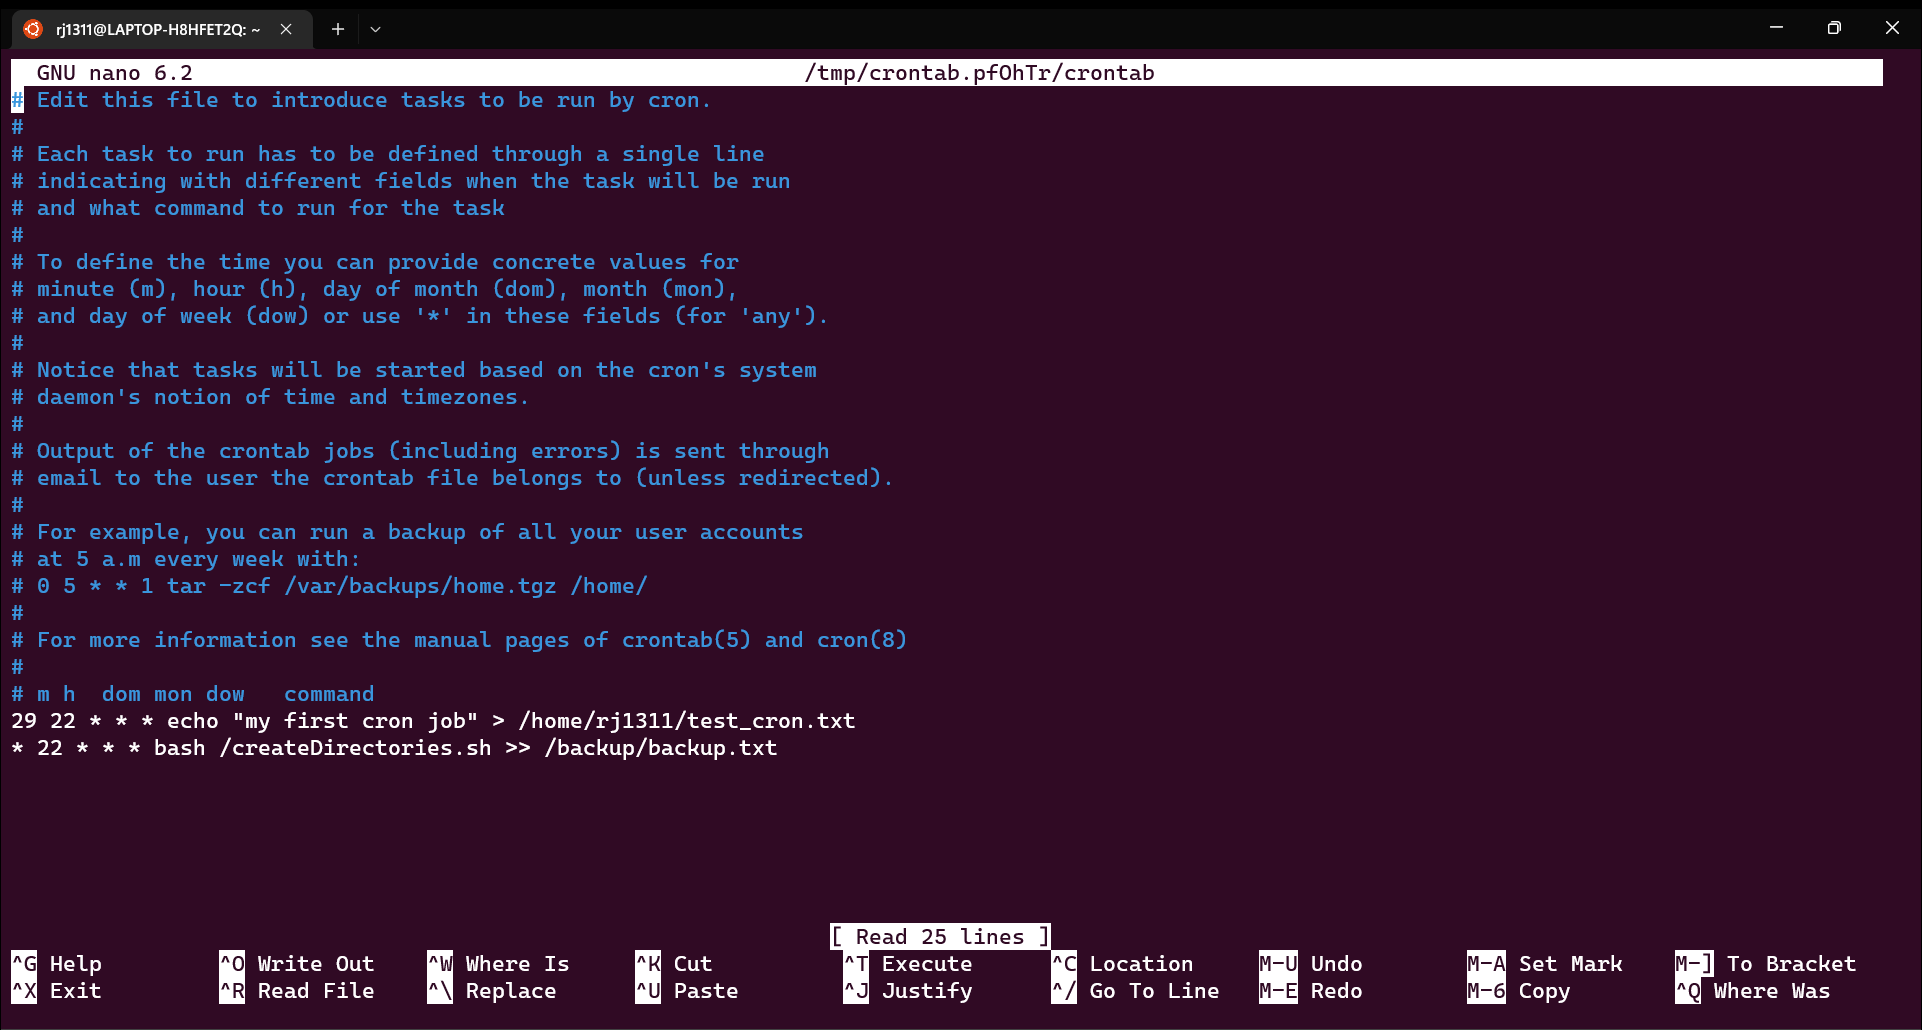 rj1311@LAPTOP-H8HFET2Q: ~
GNU nano 6.2 /tmp/crontab.pfOhTr/crontab
# Edit this file to introduce tasks to be run by cron.
#
# Each task to run has to be defined through a single line
# indicating with different fields when the task will be run
# and what command to run for the task
#
# To define the time you can provide concrete values for
# minute (m), hour (h), day of month (dom), month (mon),
# and day of week (dow) or use '*' in these fields (for 'any').
#
# Notice that tasks will be started based on the cron's system
# daemon's notion of time and timezones.
#
# Output of the crontab jobs (including errors) is sent through
# email to the user the crontab file belongs to (unless redirected).
#
# For example, you can run a backup of all your user accounts
# at 5 a.m every week with:
# 0 5 * * 1 tar -zcf /var/backups/home.tgz /home/
#
# For more information see the manual pages of crontab(5) and cron(8)
#
# m h  dom mon dow   command
29 22 * * * echo "my first cron job" > /home/rj1311/test_cron.txt
* 22 * * * bash /createDirectories.sh >> /backup/backup.txt
[ Read 25 lines ]
^G Help ^O Write Out ^W Where Is ^K Cut ^T Execute ^C Location M-U Undo M-A Set Mark M-] To Bracket
^X Exit ^R Read File ^\ Replace ^U Paste ^J Justify ^/ Go To Line M-E Redo M-6 Copy ^Q Where Was